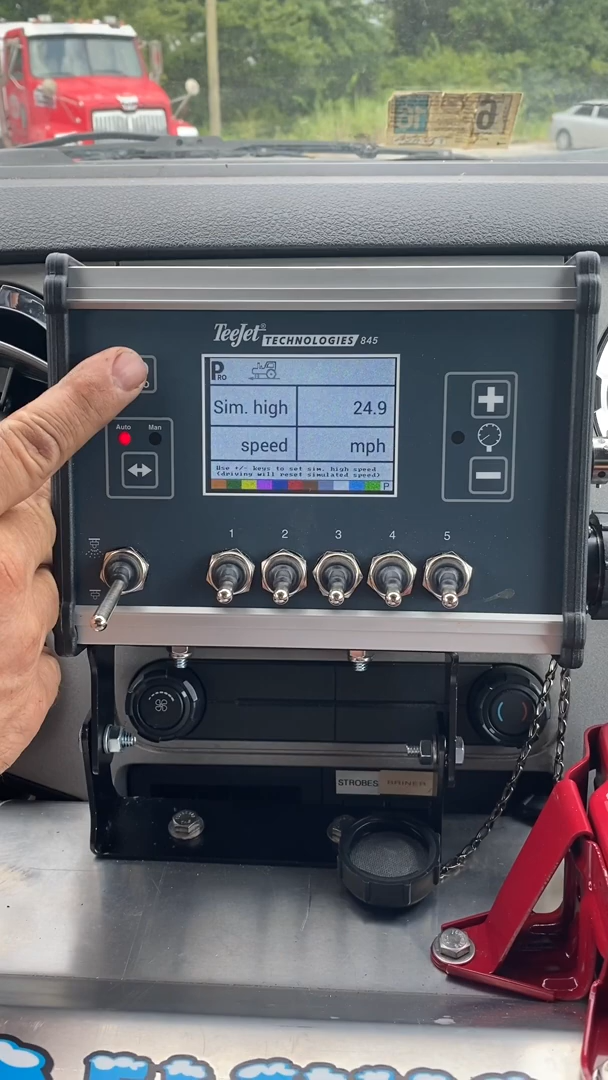 TeeJet® TECHNOLOGIES 845
PRO
Sim. high 24.9
speed mph
Use +/- keys to set sim. high speed
(driving will reset simulated speed)
P
Auto Man
1 2 3 4 5
STROBES